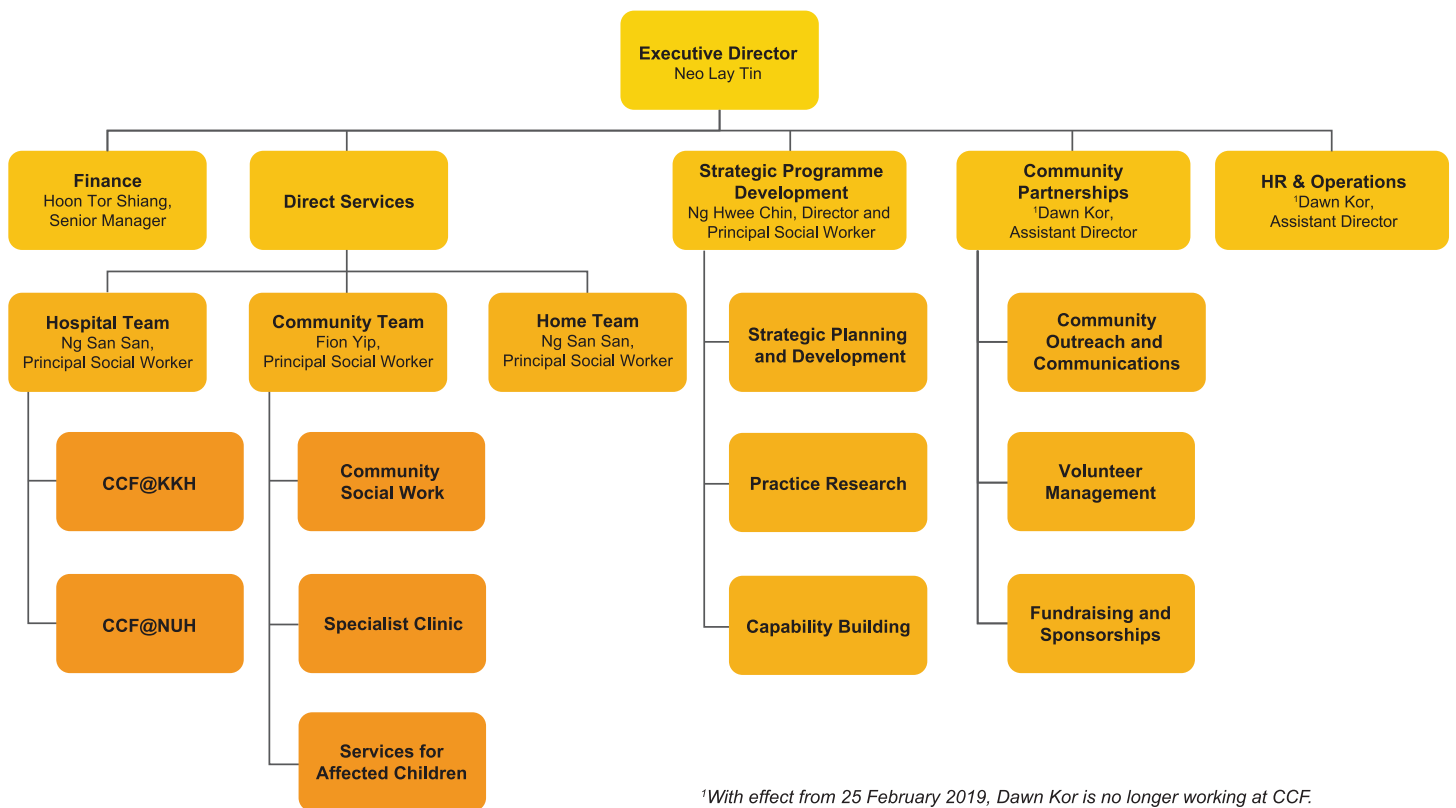 Executive Director
Neo Lay Tin
Finance
Hoon Tor Shiang,
Senior Manager
Direct Services
Strategic Programme
Development
Ng Hwee Chin, Director and
Principal Social Worker
Community
Partnerships
¹Dawn Kor,
Assistant Director
HR & Operations
¹Dawn Kor,
Assistant Director
Hospital Team
Ng San San,
Principal Social Worker
Community Team
Fion Yip,
Principal Social Worker
Home Team
Ng San San,
Principal Social Worker
Strategic Planning
and Development
Community
Outreach and
Communications
CCF@KKH
Community
Social Work
Practice Research
Volunteer
Management
CCF@NUH
Specialist Clinic
Capability Building
Fundraising and
Sponsorships
Services for
Affected Children
¹With effect from 25 February 2019, Dawn Kor is no longer working at CCF.